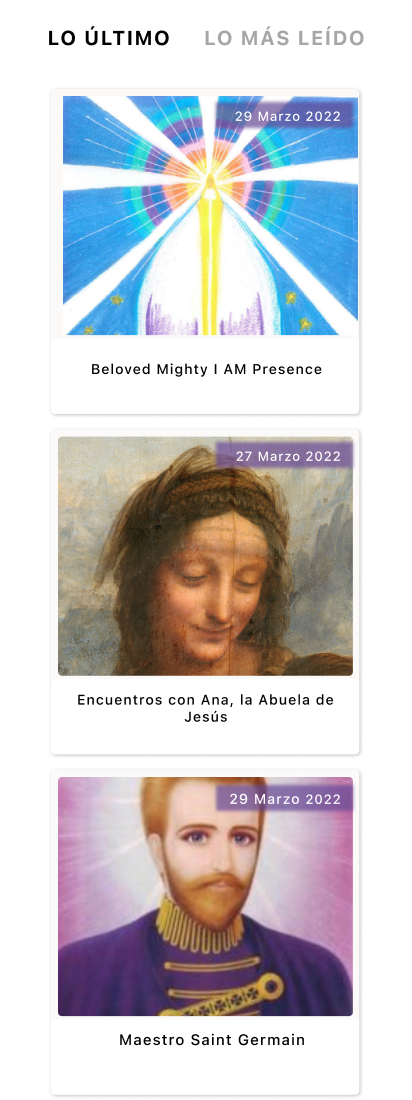 LO ÚLTIMO LO MÁS LEÍDO
29 Marzo 2022
Beloved Mighty I AM Presence
27 Marzo 2022
Encuentros con Ana, la Abuela de
Jesús
29 Marzo 2022
Maestro Saint Germain